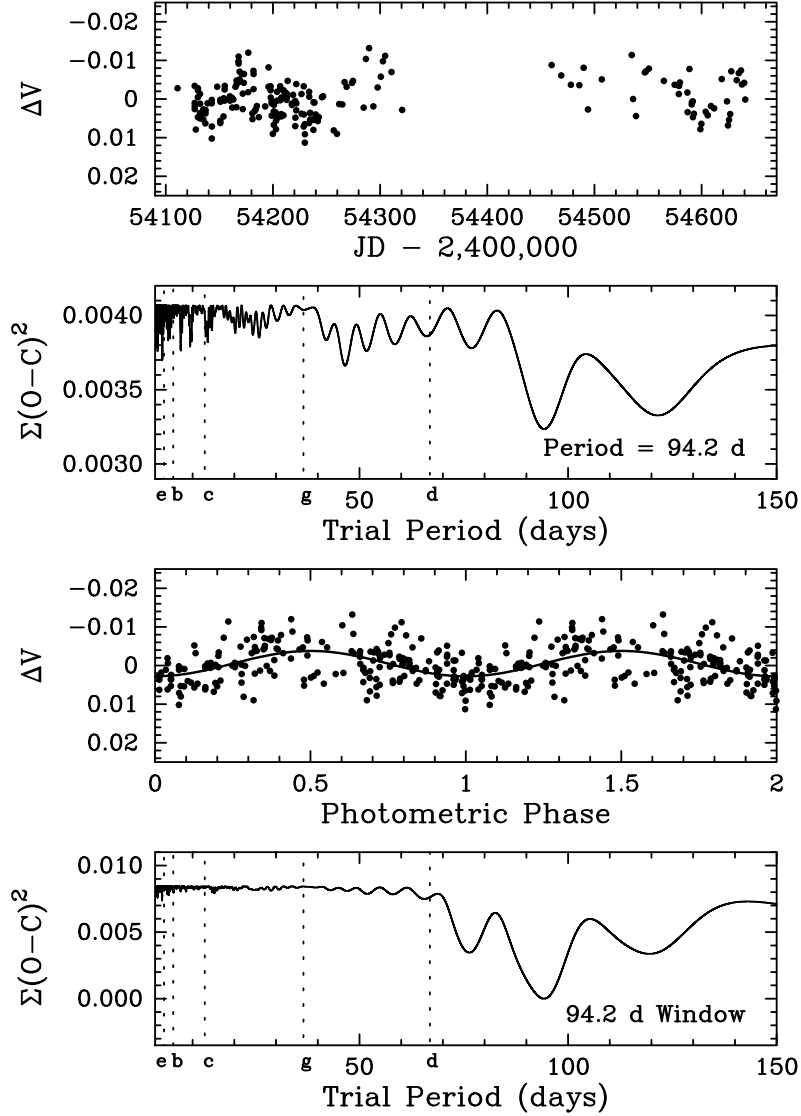 −0.02
−0.01
0
0.01
0.02
ΔV
54100 54200 54300 54400 54500 54600
JD − 2,400,000
0.0040
0.0035
0.0030
Σ(O−C)²
Period = 94.2 d
e b c g d
50 100 150
Trial Period (days)
−0.02
−0.01
0
0.01
0.02
ΔV
0 0.5 1 1.5 2
Photometric Phase
0.010
0.005
0.000
Σ(O−C)²
94.2 d Window
e b c g d
50 100 150
Trial Period (days)